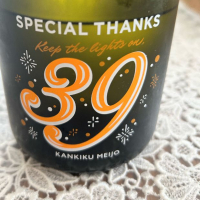 SPECIAL THANKS
Keep the lights on.
39
KANKIKU MEIJO